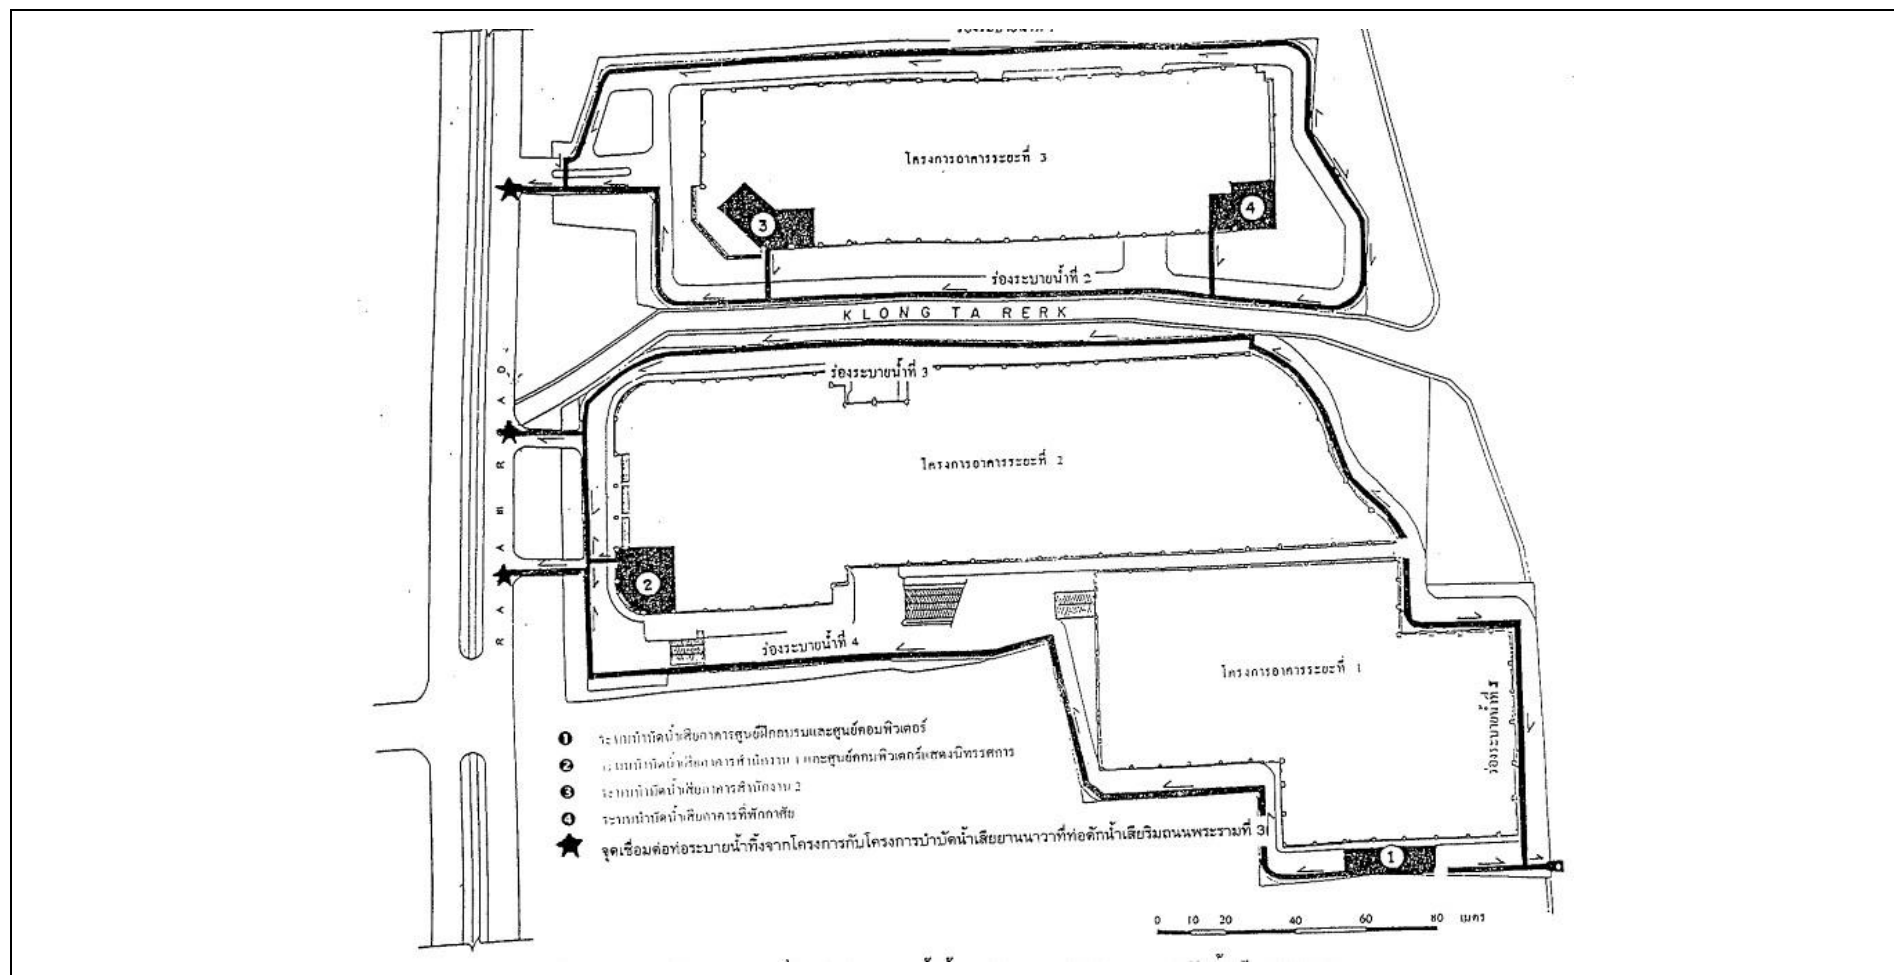 โครงการอาคารระยะที่ 3
3
4
ร่องระบายน้ำที่ 2
KLONG TA RERK
ร่องระบายน้ำที่ 3
โครงการอาคารระยะที่ 2
2
RAMA 3 ROAD
ร่องระบายน้ำที่ 4
โครงการอาคารระยะที่ 1
ร่องระบายน้ำที่ 5
1 ระบบบำบัดน้ำเสียอาคารศูนย์ฝึกอบรมและศูนย์คอมพิวเตอร์
2 ระบบบำบัดน้ำเสียอาคารสำนักงาน 1 และศูนย์คอมพิวเตอร์แสดงนิทรรศการ
3 ระบบบำบัดน้ำเสียอาคารสำนักงาน 2
4 ระบบบำบัดน้ำเสียอาคารที่พักอาศัย
★ จุดเชื่อมต่อท่อระบายน้ำทิ้งจากโครงการกับโครงการบำบัดน้ำเสียยานนาวาที่ท่อดักน้ำเสียริมถนนพระรามที่ 3
1
0 10 20 40 60 80 เมตร